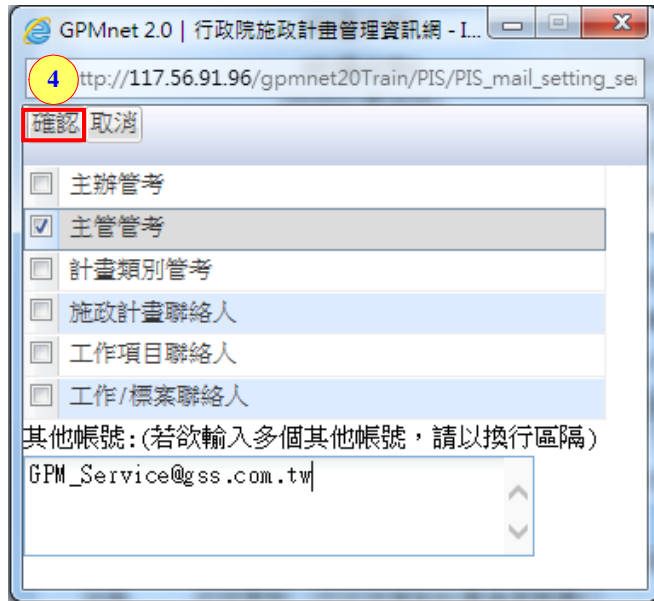 GPMnet 2.0 | 行政院施政計畫管理資訊網 - I...
4
ttp://117.56.91.96/gpmnet20Train/PIS/PIS_mail_setting_se
確認 取消
主辦管考
主管管考
計畫類別管考
施政計畫聯絡人
工作項目聯絡人
工作/標案聯絡人
其他帳號:(若欲輸入多個其他帳號，請以換行區隔)
GPM_Service@gss.com.tw